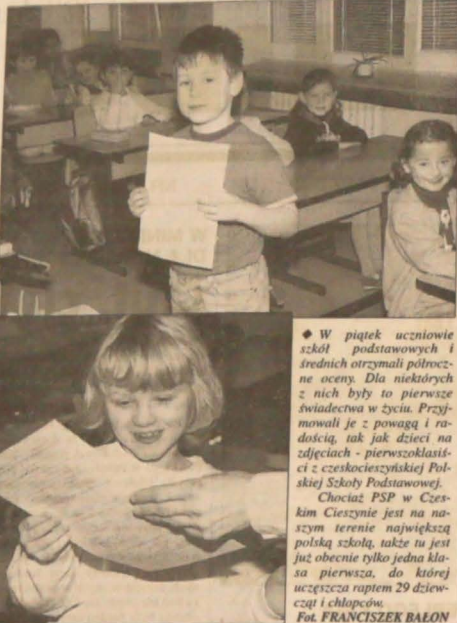 ◆ W piątek uczniowie
szkół podstawowych i
średnich otrzymali półrocz-
ne oceny. Dla niektórych
z nich były to pierwsze
świadectwa w życiu. Przyj-
mowali je z powagą i ra-
dością, tak jak dzieci na
zdjęciach - pierwszoklasiś-
ci z czeskocieszyńskiej Pol-
skiej Szkoły Podstawowej.
Chociaż PSP w Czes-
kim Cieszynie jest na na-
szym terenie największą
polską szkołą, także tu jest
już obecnie tylko jedna kla-
sa pierwsza, do której
uczęszcza raptem 29 dziew-
cząt i chłopców.
Fot. FRANCISZEK BAŁON